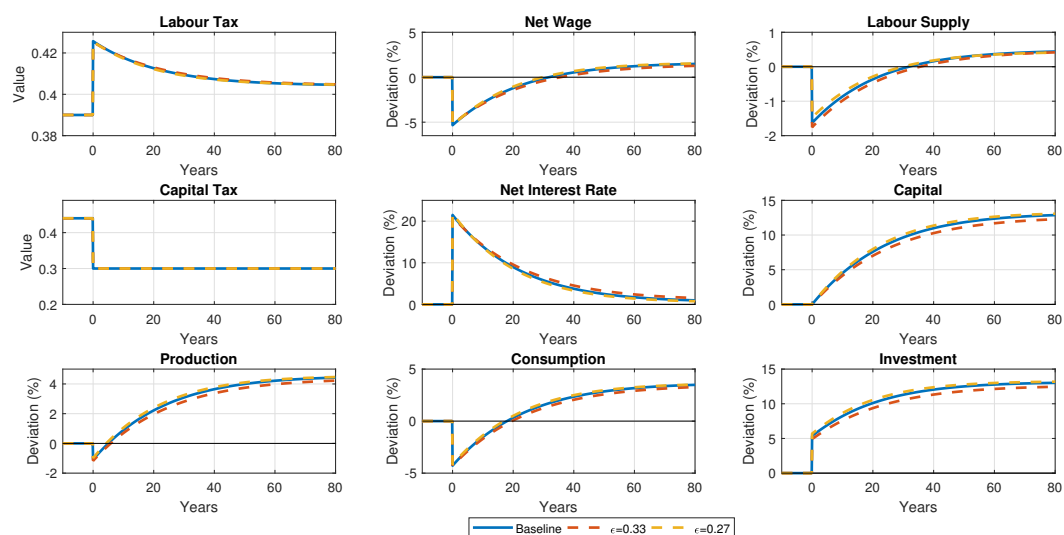 Labour Tax
Value
0.42
0.4
0.38
0 20 40 60 80
Years
Net Wage
Deviation (%)
5
0
-5
0 20 40 60 80
Years
Labour Supply
Deviation (%)
1
0
-1
-2
0 20 40 60 80
Years
Capital Tax
Value
0.4
0.3
0.2
0 20 40 60 80
Years
Net Interest Rate
Deviation (%)
20
10
0
0 20 40 60 80
Years
Capital
Deviation (%)
15
10
5
0
0 20 40 60 80
Years
Production
Deviation (%)
4
2
0
-2
0 20 40 60 80
Years
Consumption
Deviation (%)
5
0
-5
0 20 40 60 80
Years
Investment
Deviation (%)
15
10
5
0
0 20 40 60 80
Years
Baseline ϵ=0.33 ϵ=0.27